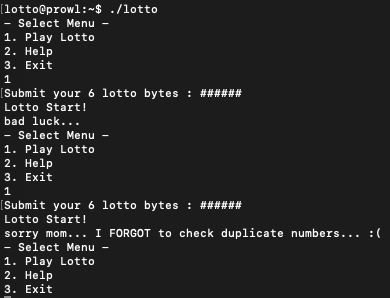 [lotto@prowl:~$ ./lotto
- Select Menu -
1. Play Lotto
2. Help
3. Exit
1
[Submit your 6 lotto bytes : ######
Lotto Start!
bad luck...
- Select Menu -
1. Play Lotto
2. Help
3. Exit
1
[Submit your 6 lotto bytes : ######
Lotto Start!
sorry mom... I FORGOT to check duplicate numbers... :(
- Select Menu -
1. Play Lotto
2. Help
3. Exit